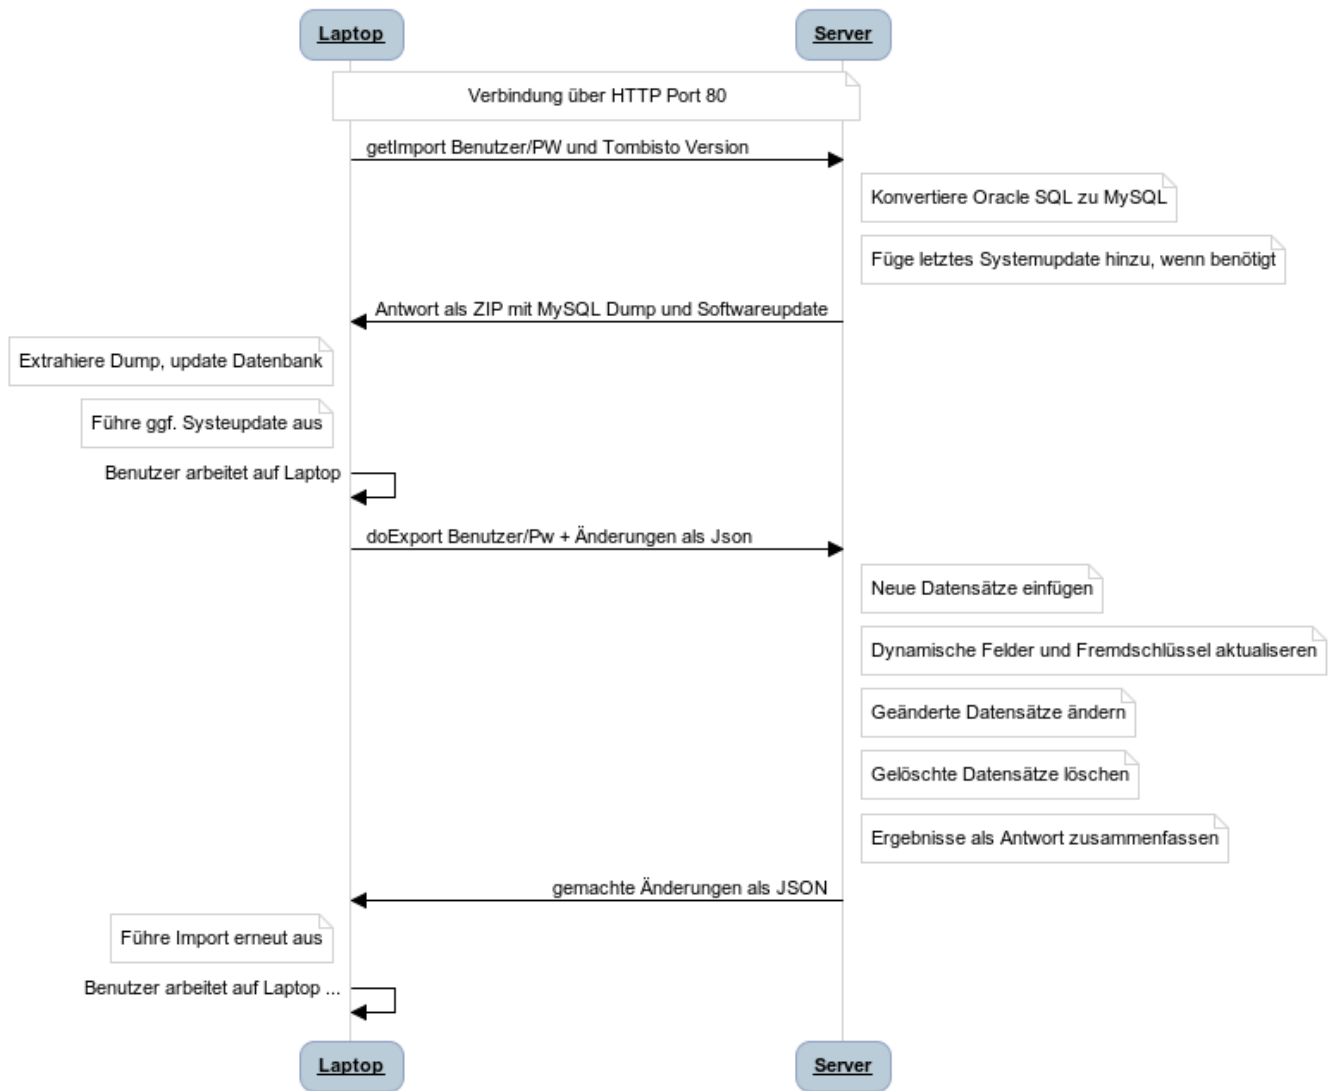 Laptop
Server
Verbindung über HTTP Port 80
getImport Benutzer/PW und Tombisto Version
Konvertiere Oracle SQL zu MySQL
Füge letztes Systemupdate hinzu, wenn benötigt
Antwort als ZIP mit MySQL Dump und Softwareupdate
Extrahiere Dump, update Datenbank
Führe ggf. Systeupdate aus
Benutzer arbeitet auf Laptop
doExport Benutzer/Pw + Änderungen als Json
Neue Datensätze einfügen
Dynamische Felder und Fremdschlüssel aktualiseren
Geänderte Datensätze ändern
Gelöschte Datensätze löschen
Ergebnisse als Antwort zusammenfassen
gemachte Änderungen als JSON
Führe Import erneut aus
Benutzer arbeitet auf Laptop ...
Laptop
Server